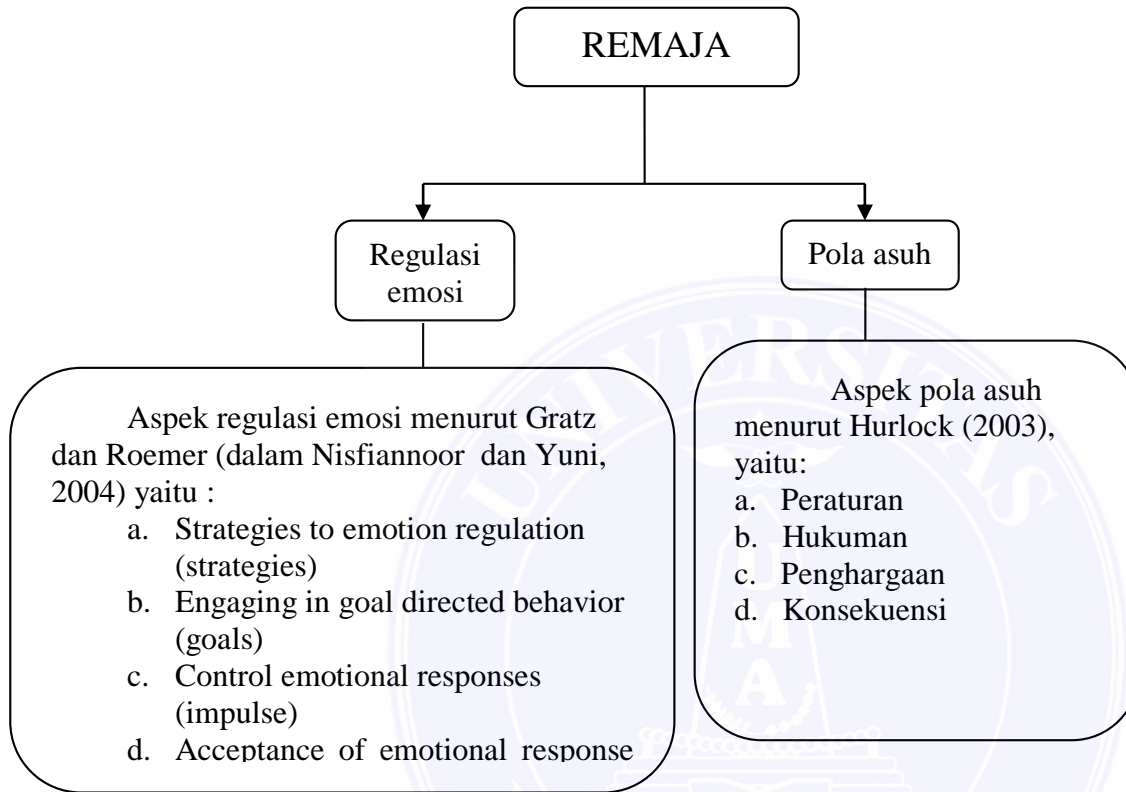 REMAJA
Regulasi
emosi
Pola asuh
Aspek regulasi emosi menurut Gratz
dan Roemer (dalam Nisfiannoor dan Yuni,
2004) yaitu :
a. Strategies to emotion regulation
(strategies)
b. Engaging in goal directed behavior
(goals)
c. Control emotional responses
(impulse)
d. Acceptance of emotional response
Aspek pola asuh
menurut Hurlock (2003),
yaitu:
a. Peraturan
b. Hukuman
c. Penghargaan
d. Konsekuensi
UNIVERSITAS
UMA